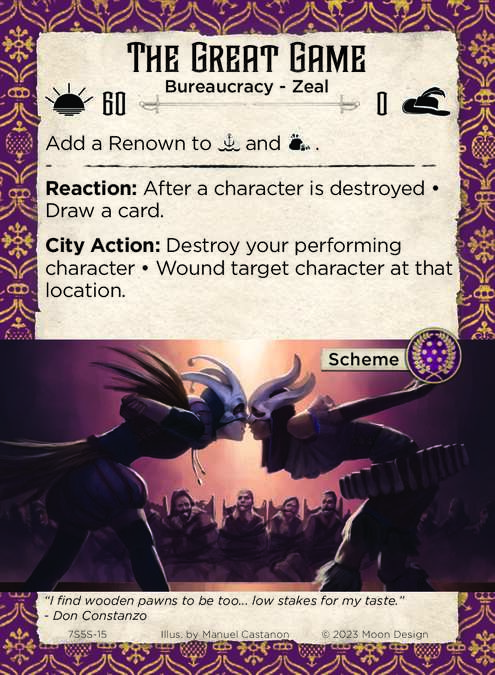 The Great Game
Bureaucracy - Zeal
60 0
Add a Renown to and .
Reaction: After a character is destroyed •
Draw a card.
City Action: Destroy your performing
character • Wound target character at that
location.
Scheme
“I find wooden pawns to be too... low stakes for my taste.”
- Don Constanzo
7S5S-15 Illus. by Manuel Castanon © 2023 Moon Design